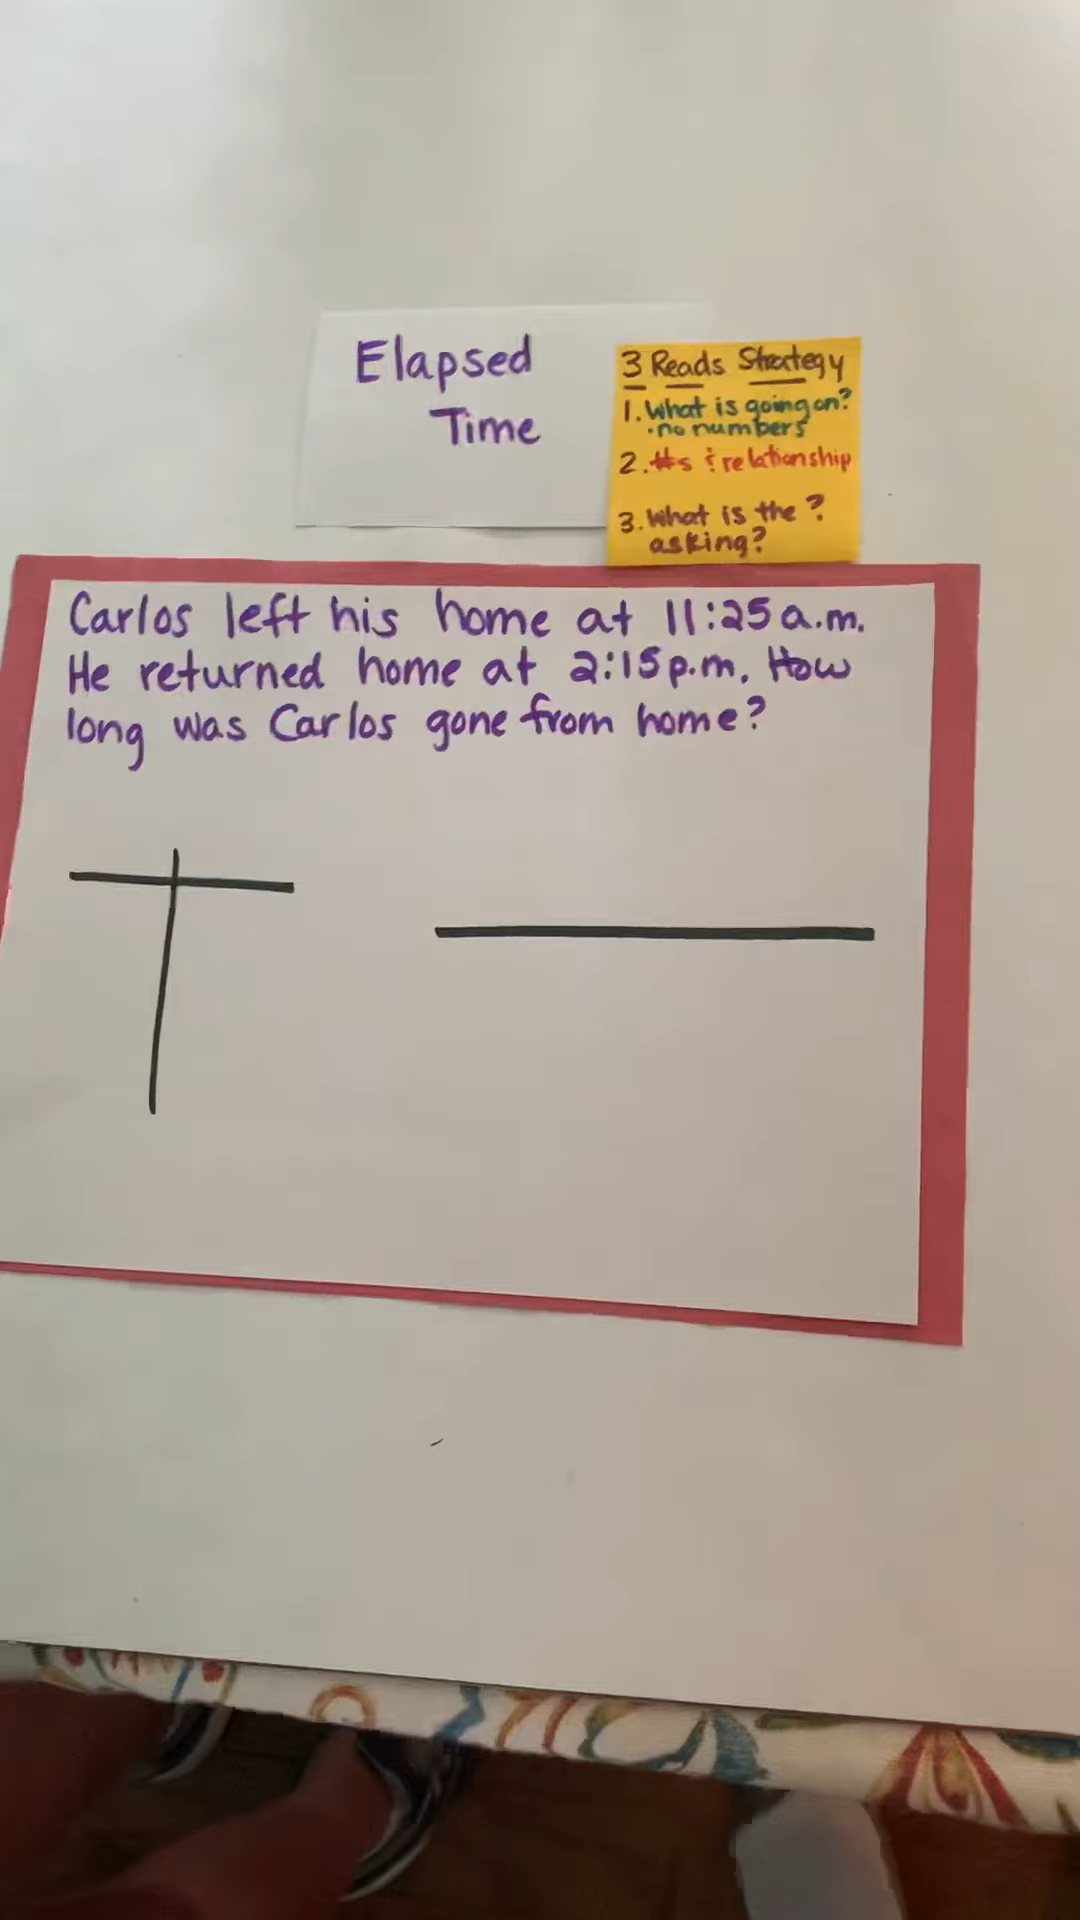 Elapsed
Time
3 Reads Strategy
1. What is going on?
• no numbers
2. #s & relationship
3. What is the ?
asking?
Carlos left his home at 11:25 a.m.
He returned home at 2:15 p.m. How
long was Carlos gone from home?